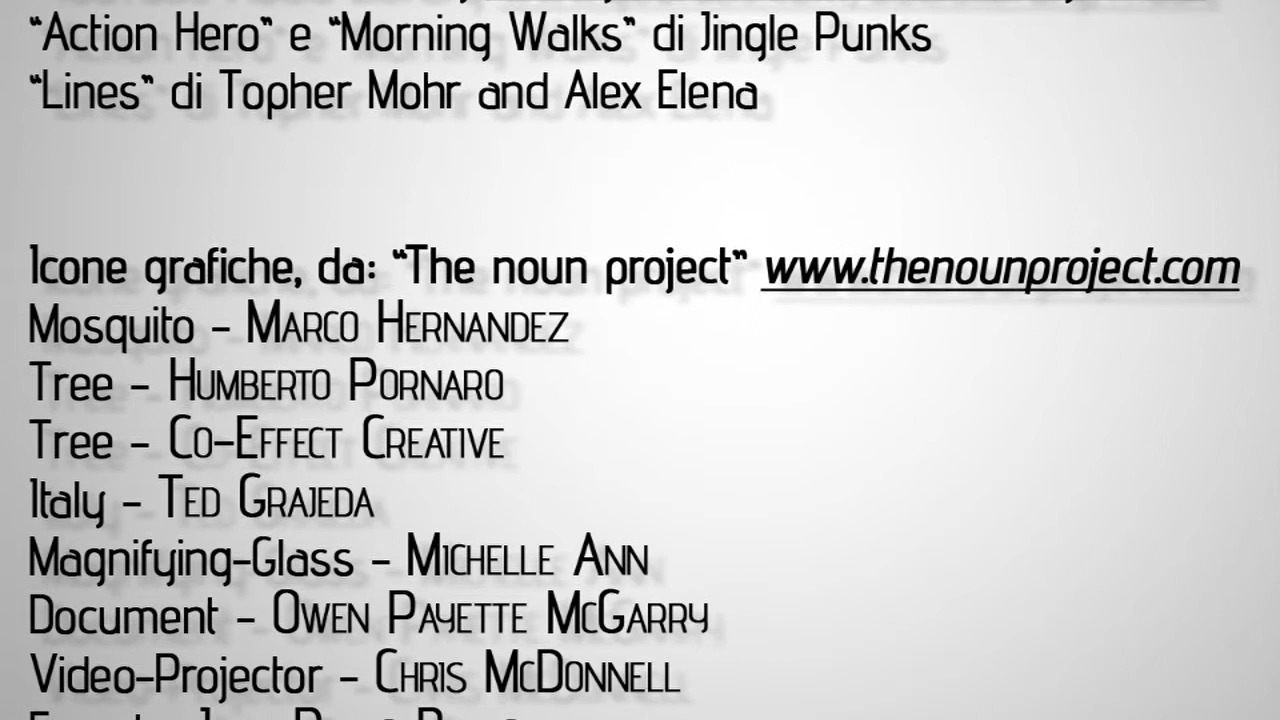 “Action Hero” e “Morning Walks” di Jingle Punks
“Lines” di Topher Mohr and Alex Elena
Icone grafiche, da: “The noun project” www.thenounproject.com
Mosquito - Marco Hernandez
Tree - Humberto Pornaro
Tree - Co-Effect Creative
Italy - Ted Grajeda
Magnifying-Glass - Michelle Ann
Document - Owen Payette McGarry
Video-Projector - Chris McDonnell